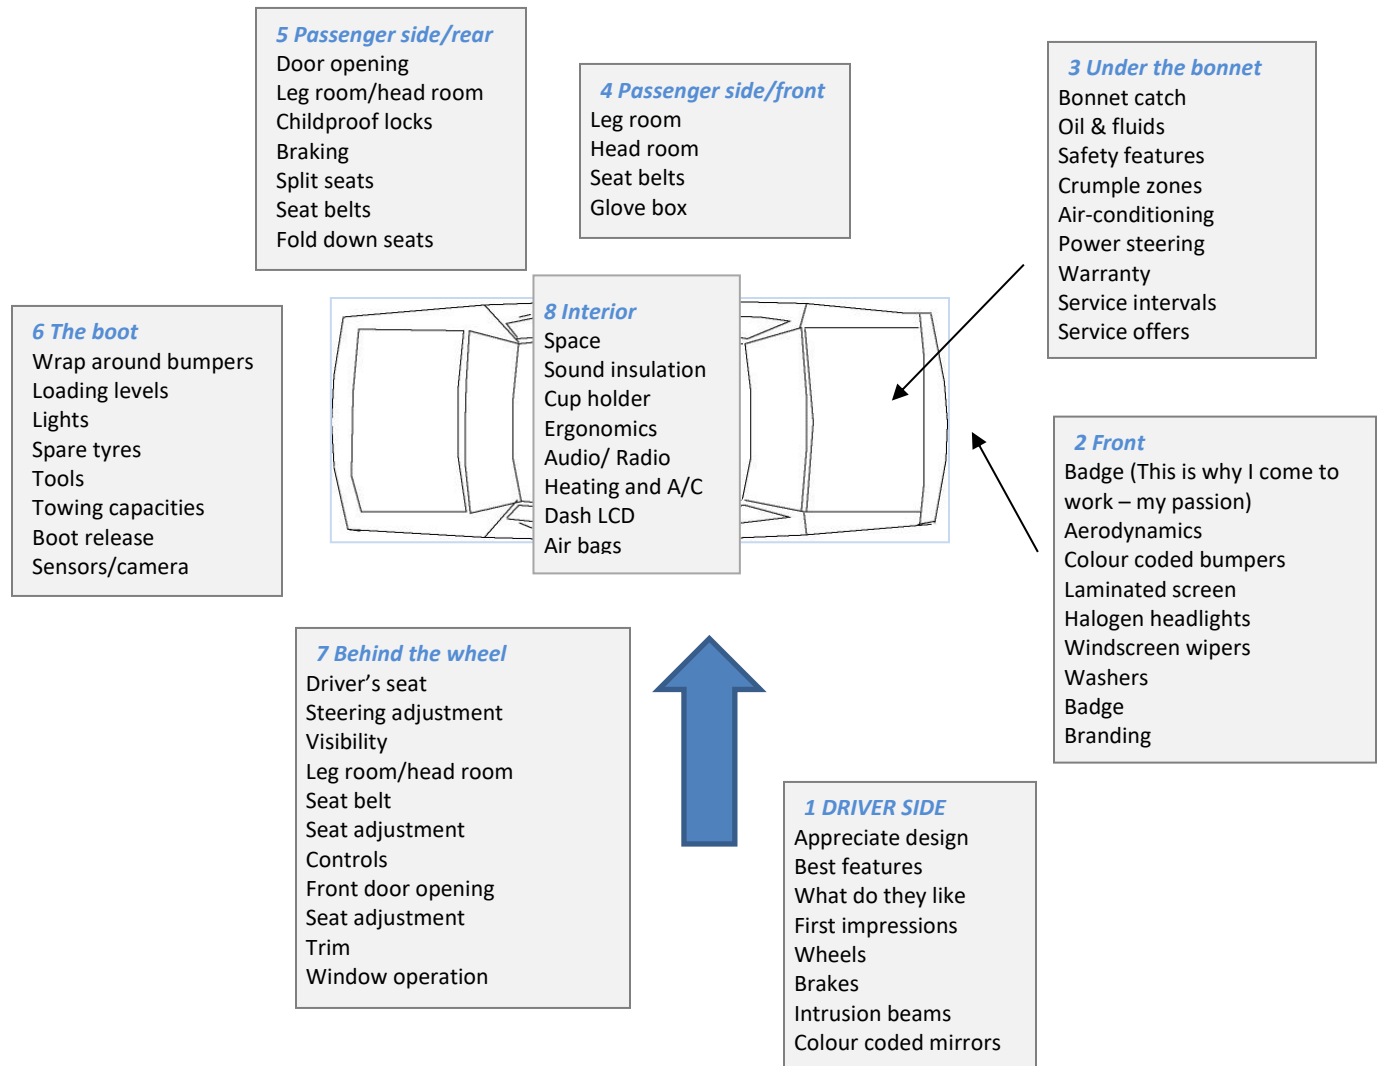 5 Passenger side/rear
Door opening
Leg room/head room
Childproof locks
Braking
Split seats
Seat belts
Fold down seats
4 Passenger side/front
Leg room
Head room
Seat belts
Glove box
3 Under the bonnet
Bonnet catch
Oil & fluids
Safety features
Crumple zones
Air-conditioning
Power steering
Warranty
Service intervals
Service offers
6 The boot
Wrap around bumpers
Loading levels
Lights
Spare tyres
Tools
Towing capacities
Boot release
Sensors/camera
8 Interior
Space
Sound insulation
Cup holder
Ergonomics
Audio/ Radio
Heating and A/C
Dash LCD
Air bags
2 Front
Badge (This is why I come to
work – my passion)
Aerodynamics
Colour coded bumpers
Laminated screen
Halogen headlights
Windscreen wipers
Washers
Badge
Branding
7 Behind the wheel
Driver’s seat
Steering adjustment
Visibility
Leg room/head room
Seat belt
Seat adjustment
Controls
Front door opening
Seat adjustment
Trim
Window operation
1 DRIVER SIDE
Appreciate design
Best features
What do they like
First impressions
Wheels
Brakes
Intrusion beams
Colour coded mirrors